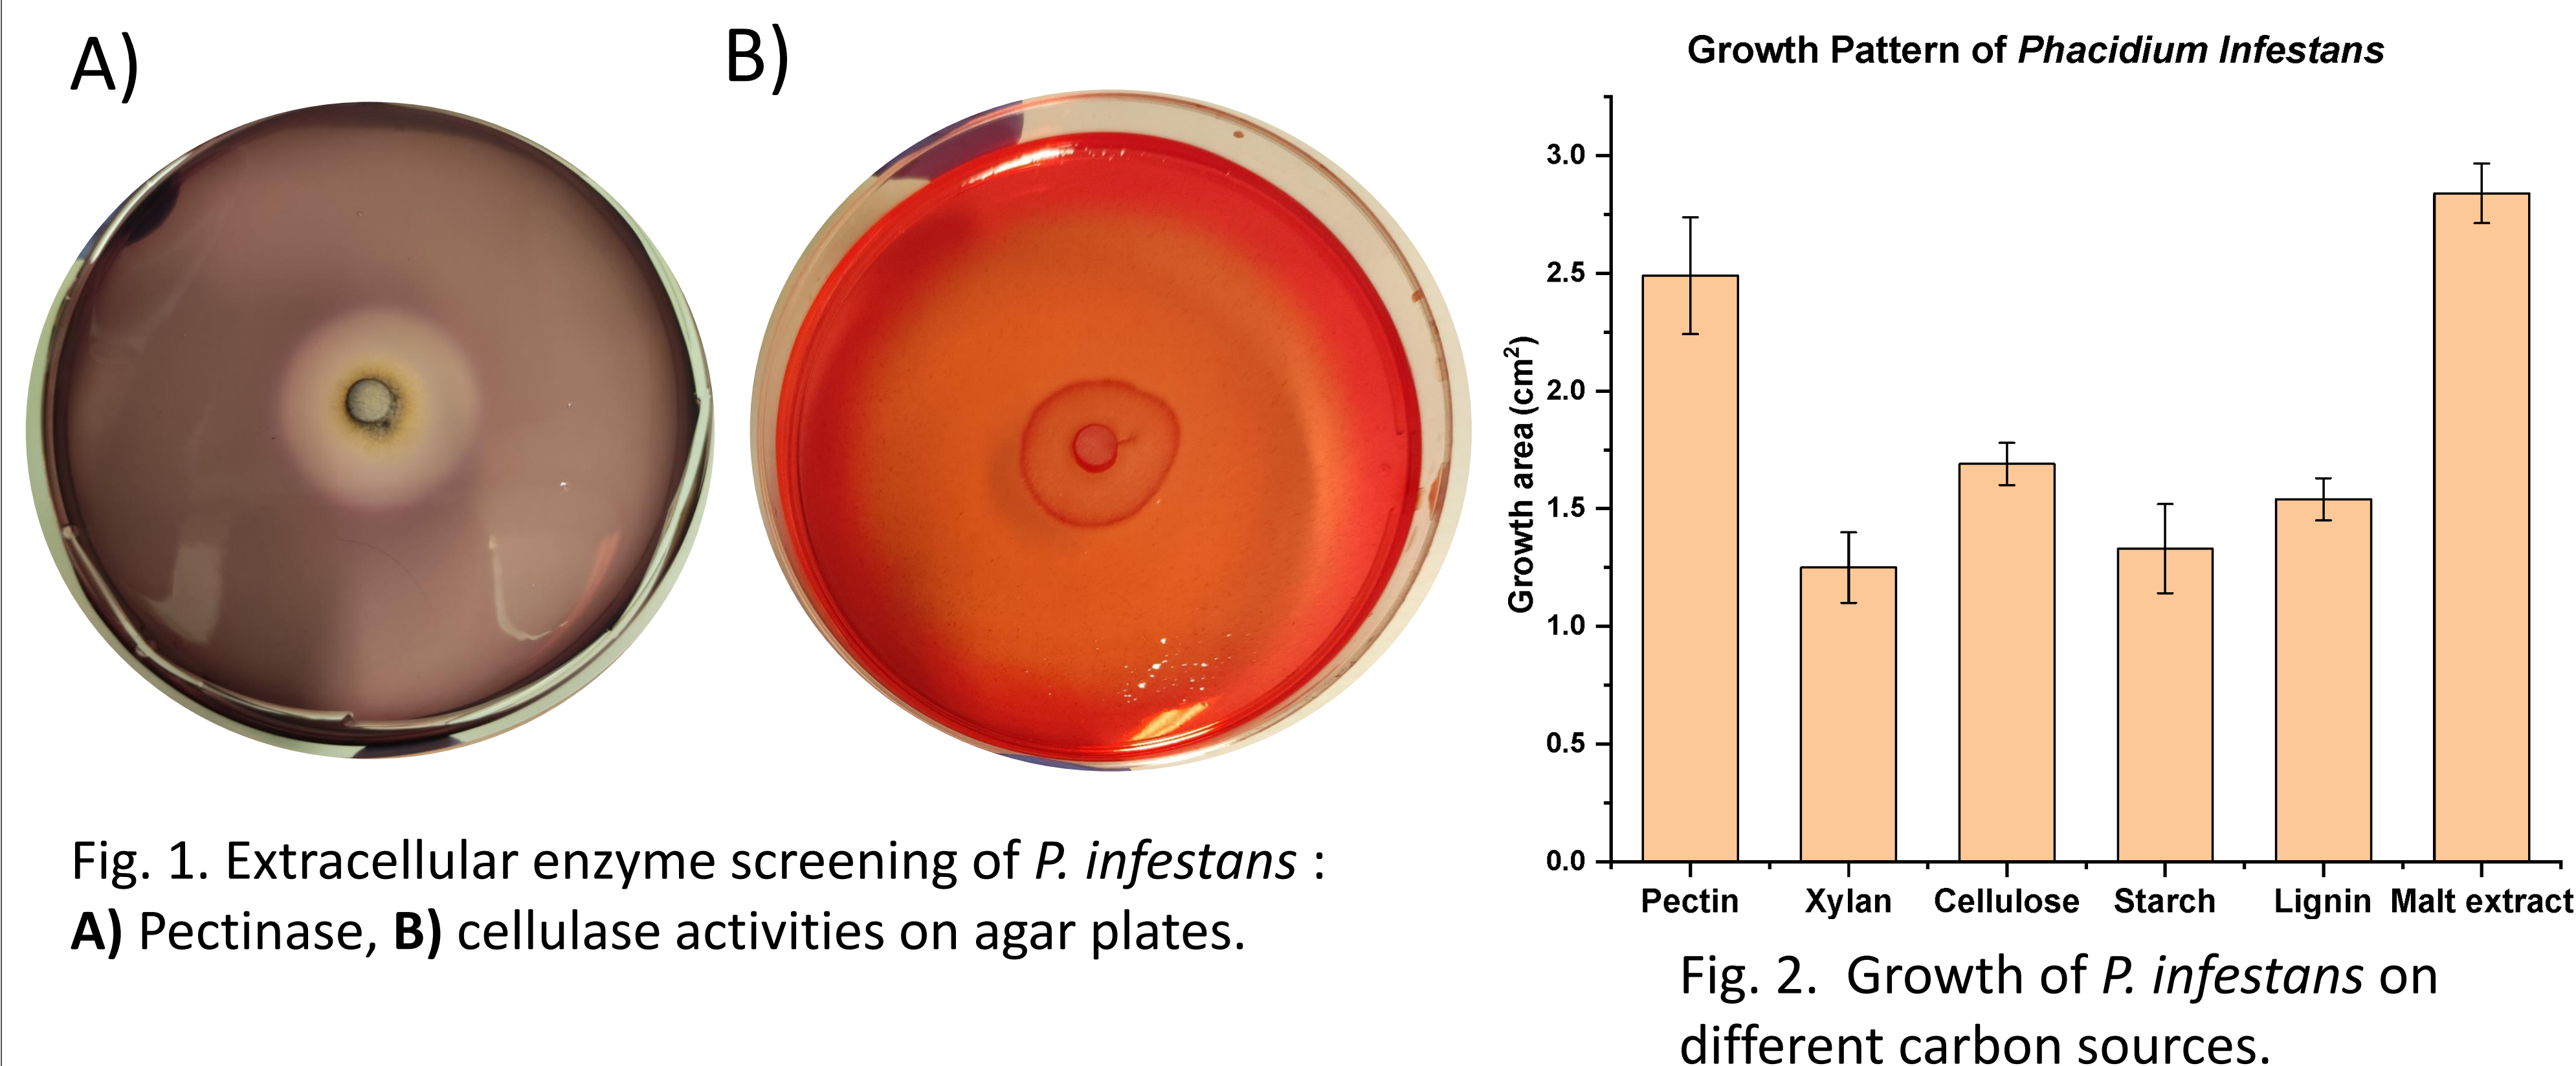 A)
B)
Fig. 1. Extracellular enzyme screening of P. infestans :
A) Pectinase, B) cellulase activities on agar plates.
Growth Pattern of Phacidium Infestans
Growth area (cm²)
3.0
2.5
2.0
1.5
1.0
0.5
0.0
Pectin Xylan Cellulose Starch Lignin Malt extract
Fig. 2. Growth of P. infestans on
different carbon sources.